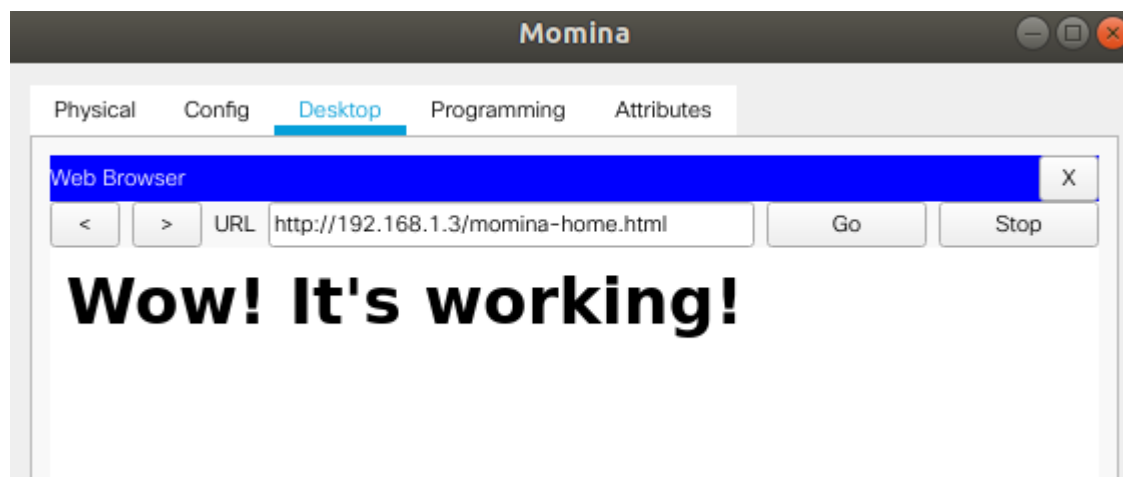 Momina
Physical Config Desktop Programming Attributes
Web Browser X
< > URL http://192.168.1.3/momina-home.html Go Stop
Wow! It's working!